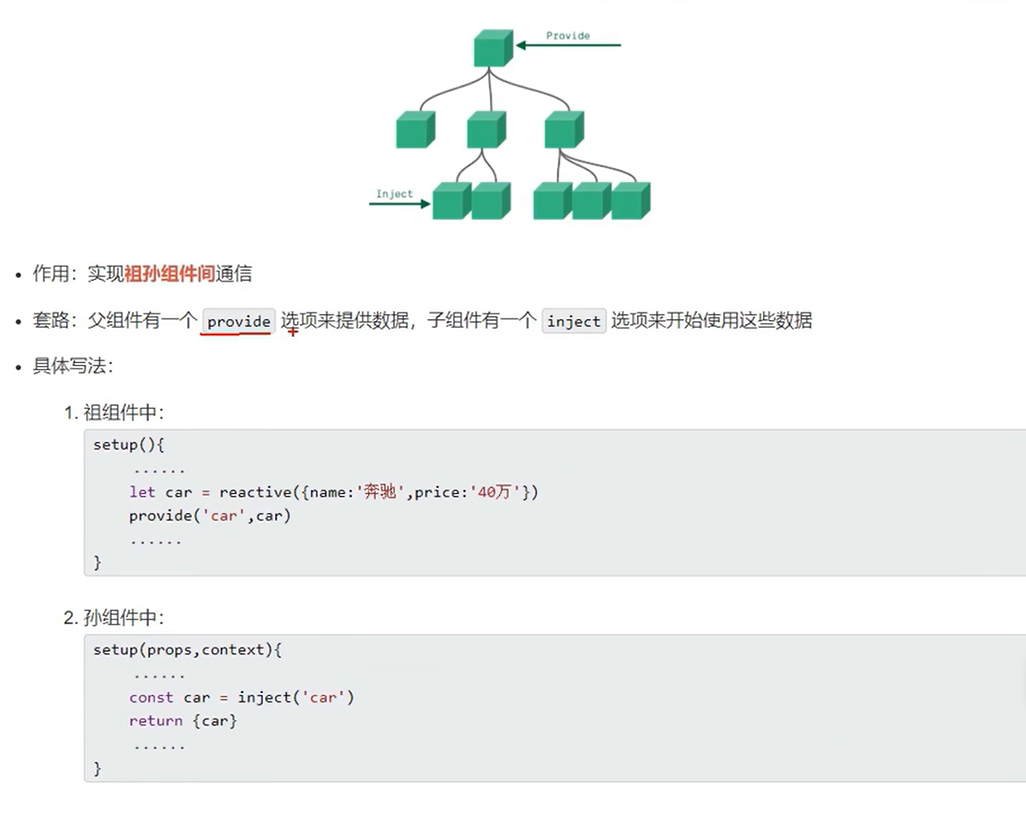 Provide
Inject
作用：实现祖孙组件间通信
套路：父组件有一个 provide 选项来提供数据，子组件有一个 inject 选项来开始使用这些数据
具体写法：
1. 祖组件中：
setup(){
......
let car = reactive({name:'奔驰',price:'40万'})
provide('car',car)
......
}
2. 孙组件中：
setup(props,context){
......
const car = inject('car')
return {car}
......
}